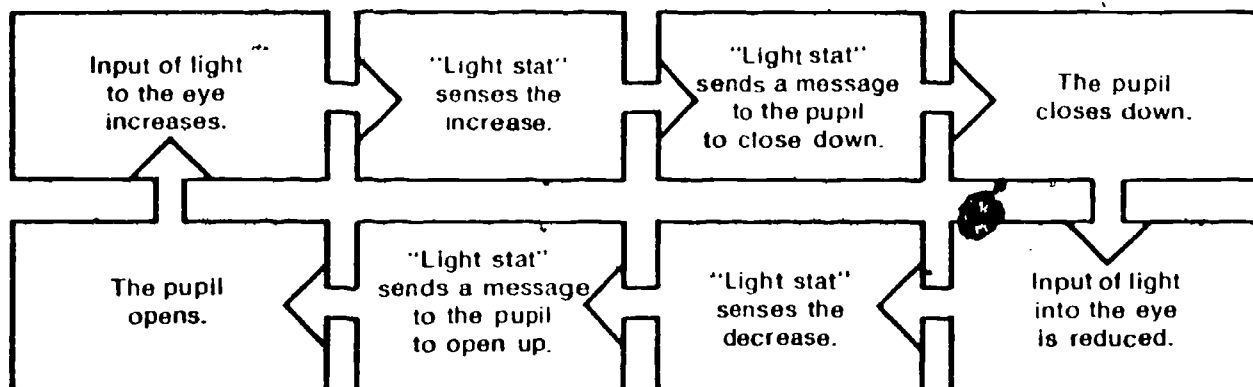 Input of light
to the eye
increases.
"Light stat"
senses the
increase.
"Light stat"
sends a message
to the pupil
to close down.
The pupil
closes down.
The pupil
opens.
"Light stat"
sends a message
to the pupil
to open up.
"Light stat"
senses the
decrease.
Input of light
into the eye
is reduced.